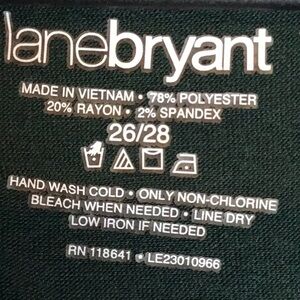 lanebryant
MADE IN VIETNAM • 78% POLYESTER
20% RAYON • 2% SPANDEX
26/28
HAND WASH COLD • ONLY NON-CHLORINE
BLEACH WHEN NEEDED • LINE DRY
LOW IRON IF NEEDED
RN 118641 • LE23010966